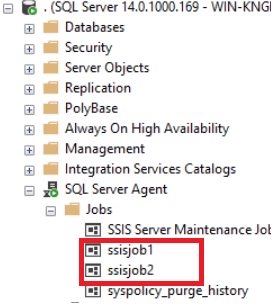 . (SQL Server 14.0.1000.169 - WIN-KNG
Databases
Security
Server Objects
Replication
PolyBase
Always On High Availability
Management
Integration Services Catalogs
SQL Server Agent
Jobs
SSIS Server Maintenance Job
ssisjob1
ssisjob2
syspolicy_purge_history